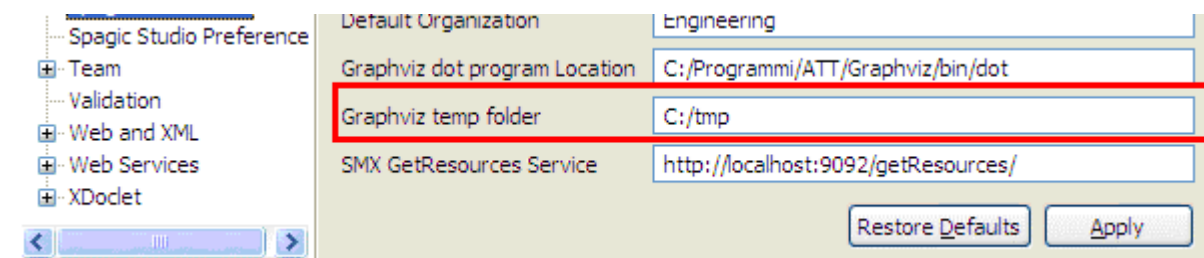 Default Organization Engineering
Spagic Studio Preference
Team
Graphviz dot program Location C:/Programmi/ATT/Graphviz/bin/dot
Validation
Graphviz temp folder C:/tmp
Web and XML
Web Services
SMX GetResources Service http://localhost:9092/getResources/
XDoclet
Restore Defaults Apply